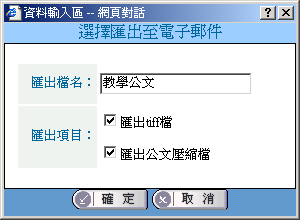 資料輸入區 -- 網頁對話
選擇匯出至電子郵件
匯出檔名： 教學公文
匯出項目： 匯出tiff檔
匯出公文壓縮檔
確 定 取 消